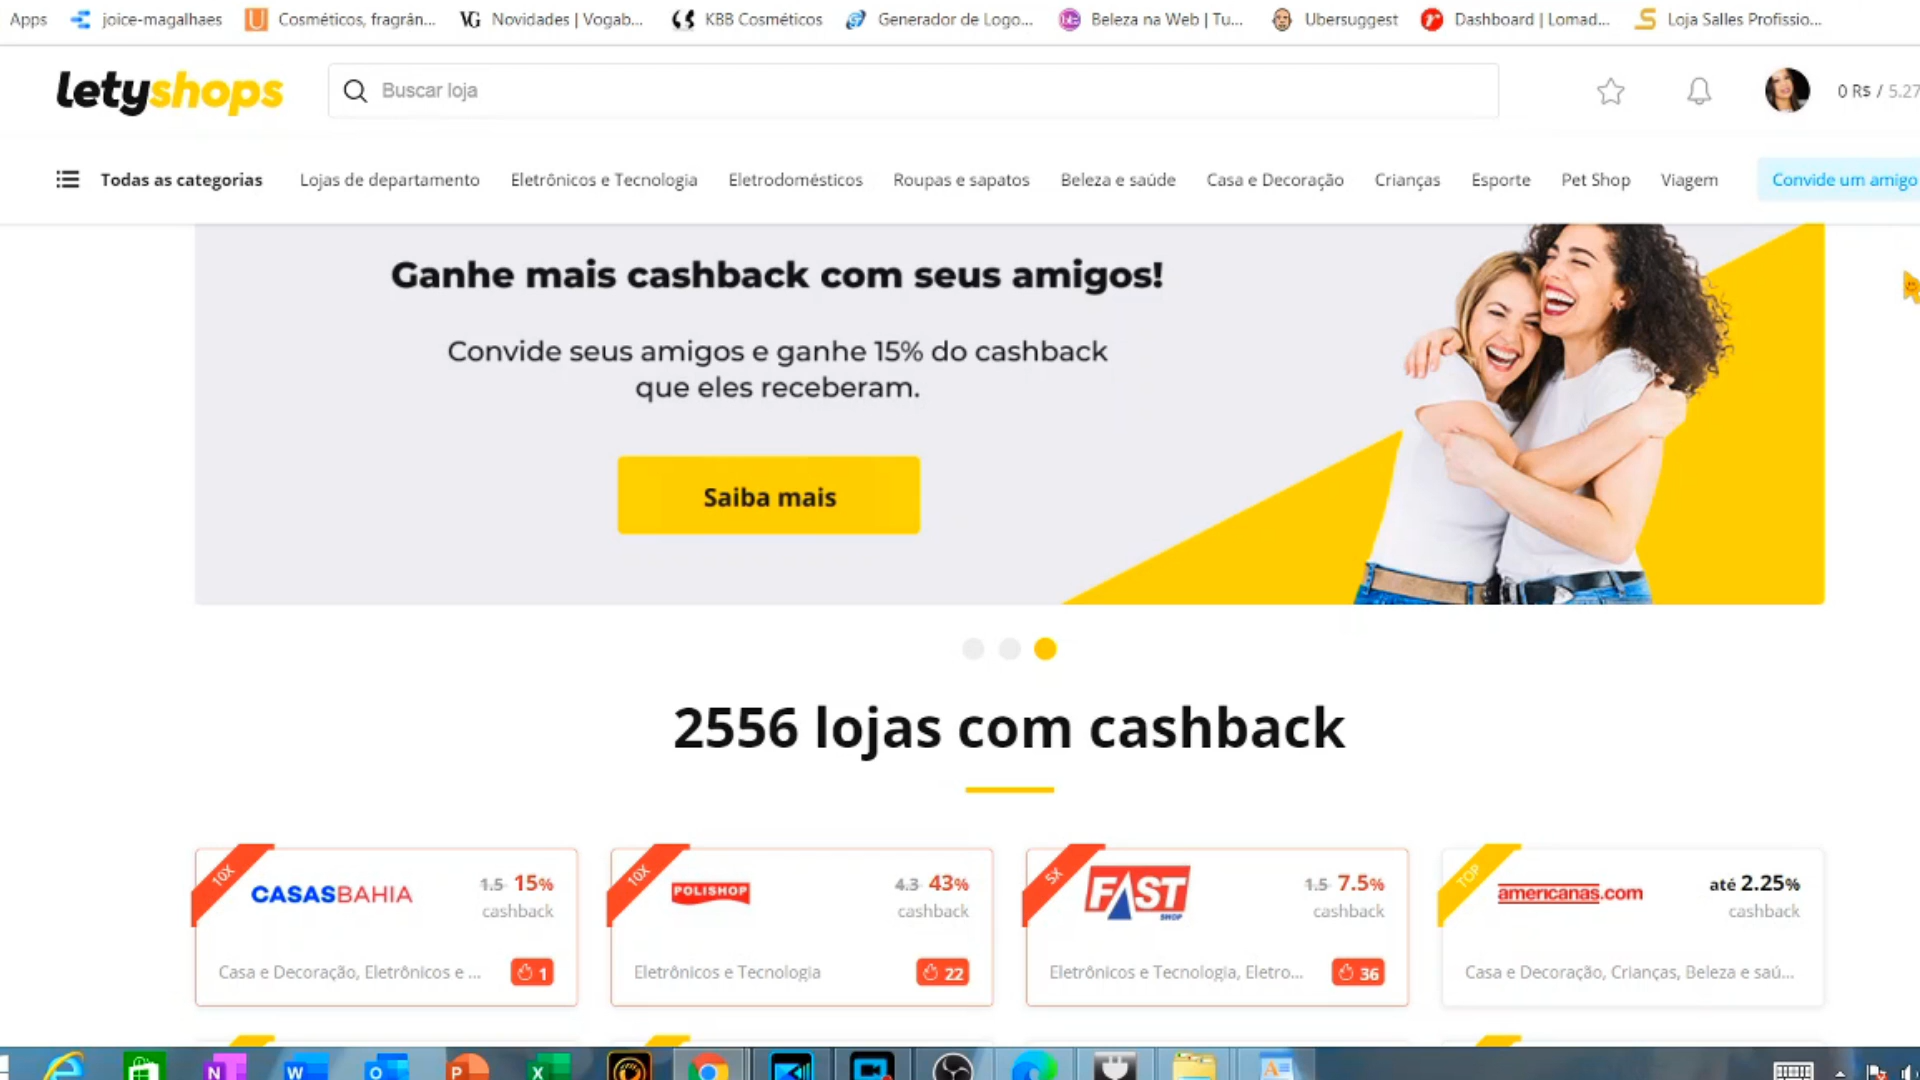 Apps joice-magalhaes Cosméticos, fragrân... Novidades | Vogab... KBB Cosméticos Generador de Logo... Beleza na Web | Tu... Ubersuggest Dashboard | Lomad... Loja Salles Profissio...
letyshops Buscar loja 0 R$ / 5.27
Todas as categorias Lojas de departamento Eletrônicos e Tecnologia Eletrodomésticos Roupas e sapatos Beleza e saúde Casa e Decoração Crianças Esporte Pet Shop Viagem Convide um amigo
Ganhe mais cashback com seus amigos!
Convide seus amigos e ganhe 15% do cashback
que eles receberam.
Saiba mais
2556 lojas com cashback
10X CASASBAHIA 1.5 15%
cashback
Casa e Decoração, Eletrônicos e ... 1
10X POLISHOP 4.3 43%
cashback
Eletrônicos e Tecnologia 22
5X FAST SHOP 1.5 7.5%
cashback
Eletrônicos e Tecnologia, Eletro... 36
TOP americanas.com até 2.25%
cashback
Casa e Decoração, Crianças, Beleza e saú...